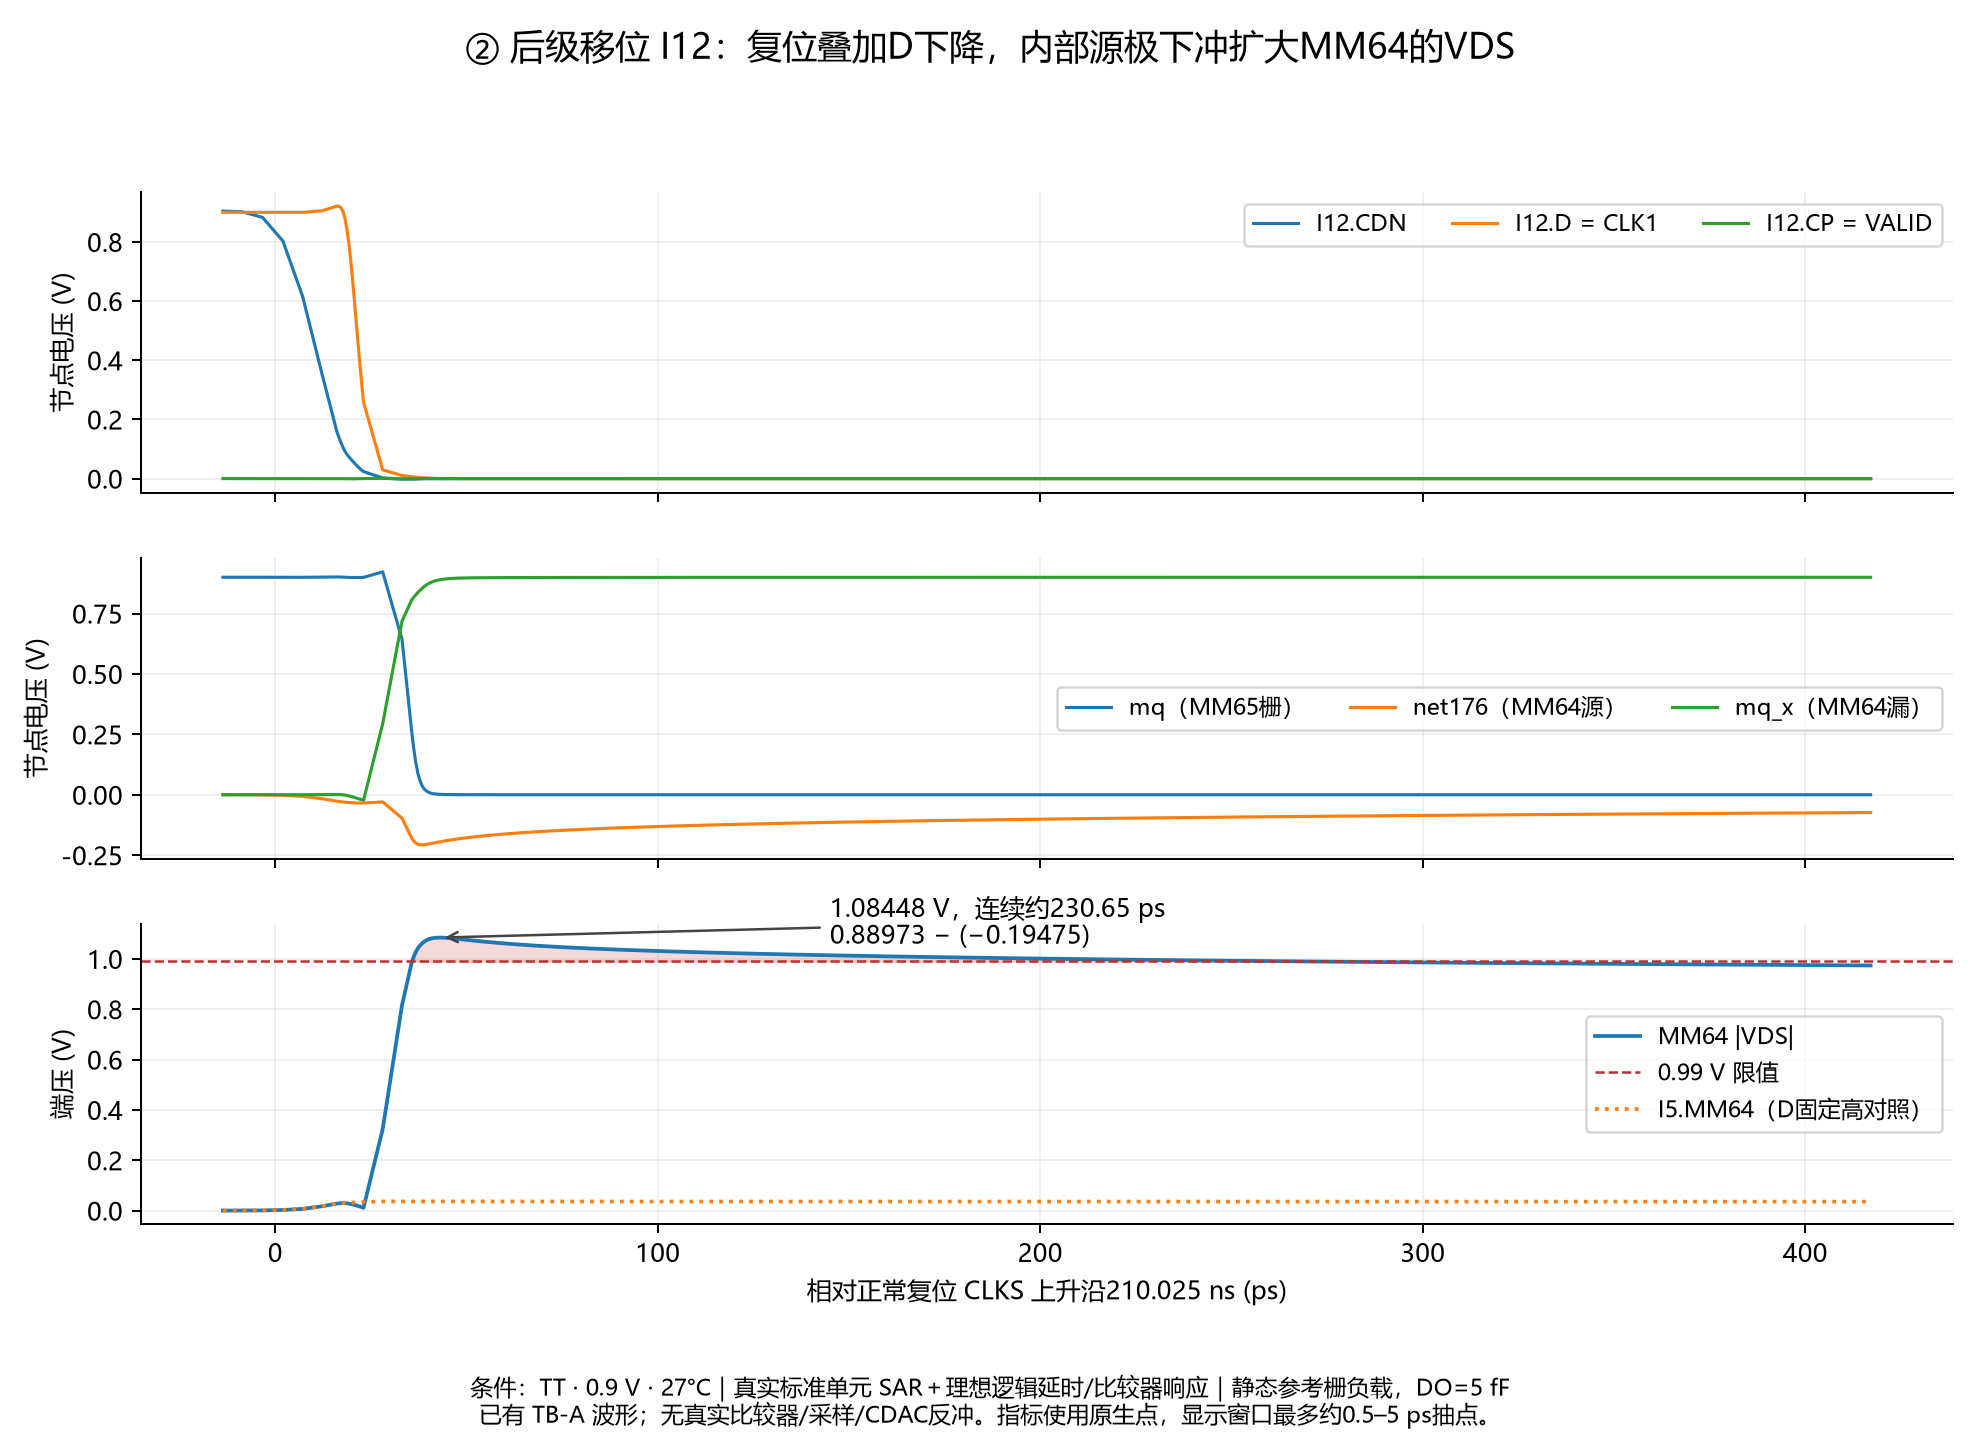 ② 后级移位 I12：复位叠加D下降，内部源极下冲扩大MM64的VDS
节点电压 (V)
0.8
0.6
0.4
0.2
0.0
I12.CDN
I12.D = CLK1
I12.CP = VALID
节点电压 (V)
0.75
0.50
0.25
0.00
-0.25
mq（MM65栅）
net176（MM64源）
mq_x（MM64漏）
1.08448 V，连续约230.65 ps
0.88973 − (−0.19475)
端压 (V)
1.0
0.8
0.6
0.4
0.2
0.0
MM64 |VDS|
0.99 V 限值
I5.MM64（D固定高对照）
0
100
200
300
400
相对正常复位 CLKS 上升沿210.025 ns (ps)
条件：TT · 0.9 V · 27°C | 真实标准单元 SAR＋理想逻辑延时/比较器响应 | 静态参考栅负载，DO=5 fF
已有 TB-A 波形；无真实比较器/采样/CDAC反冲。指标使用原生点，显示窗口最多约0.5–5 ps抽点。